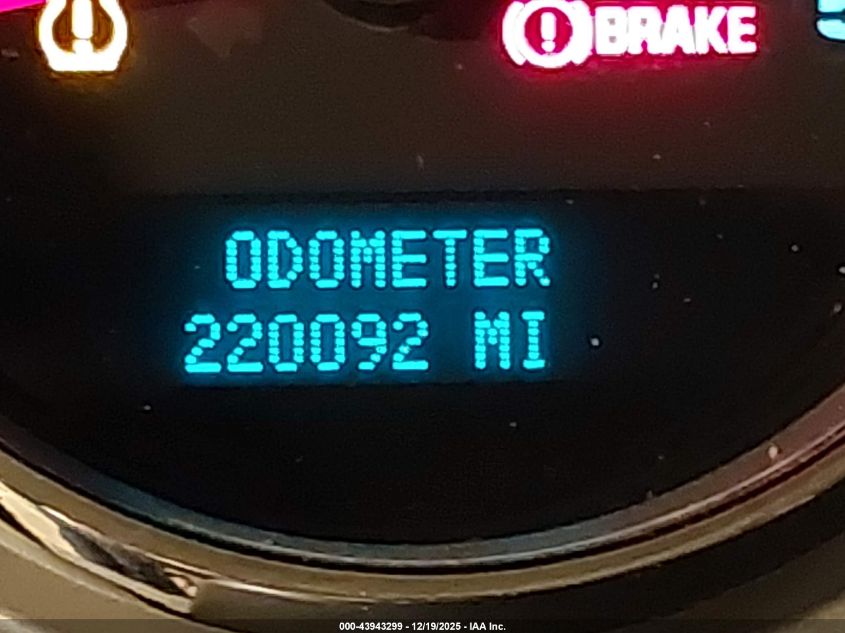 BRAKE
ODOMETER
220092 MI
000-43943299 - 12/19/2025 - IAA Inc.